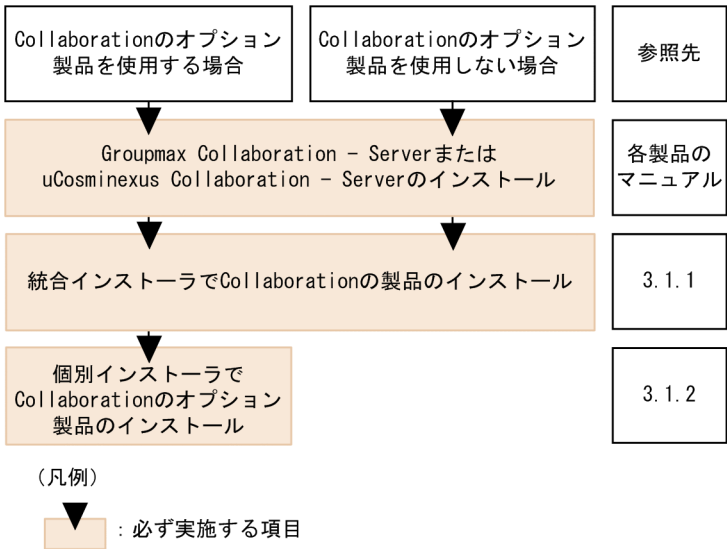 Collaborationのオプション
製品を使用する場合
Collaborationのオプション
製品を使用しない場合
参照先
Groupmax Collaboration − Serverまたは
uCosminexus Collaboration − Serverのインストール
各製品の
マニュアル
統合インストーラでCollaborationの製品のインストール
3.1.1
個別インストーラで
Collaborationのオプション
製品のインストール
3.1.2
(凡例)
：必ず実施する項目